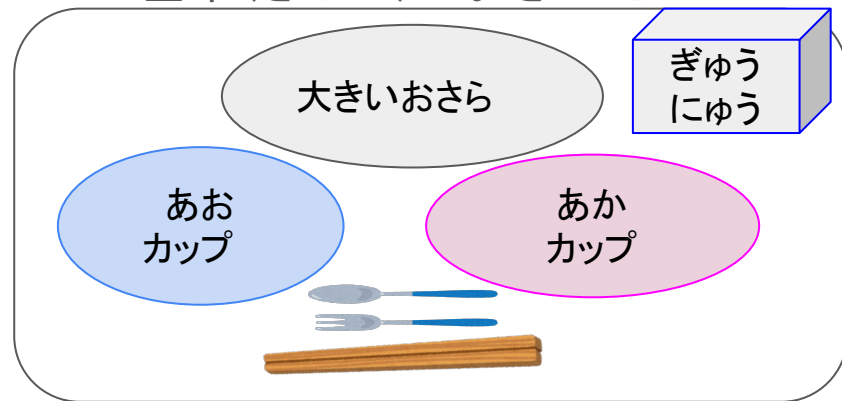 大きいおさら
ぎゅう
にゅう
あお
カップ
あか
カップ